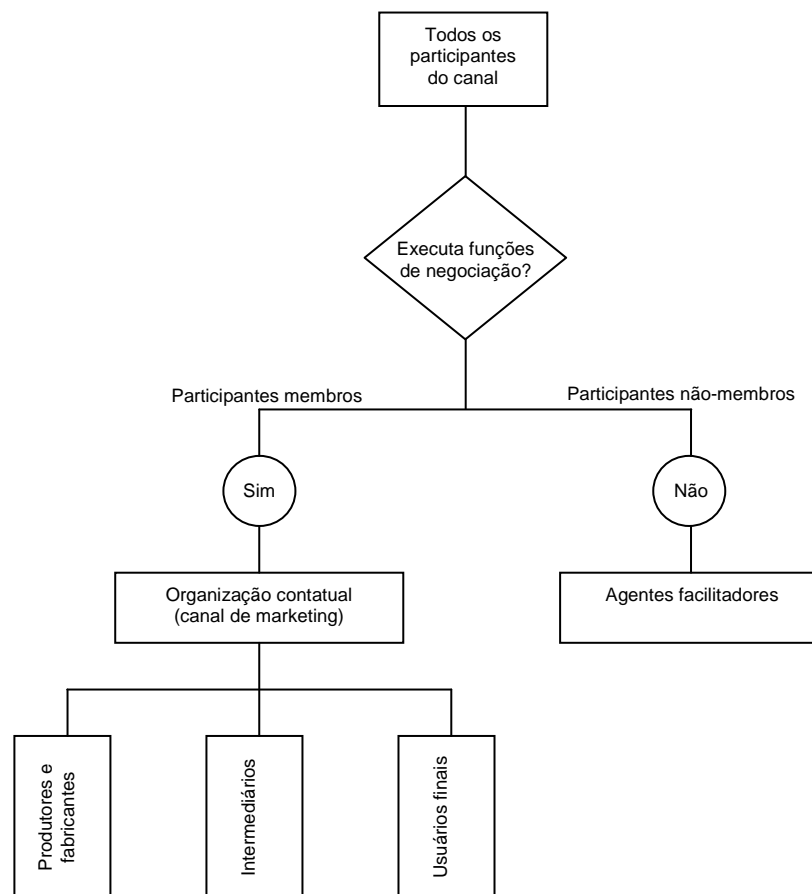 Todos os
participantes
do canal
Executa funções
de negociação?
Participantes membros
Participantes não-membros
Sim
Não
Organização contatual
(canal de marketing)
Agentes facilitadores
Produtores e
fabricantes
Intermediários
Usuários finais